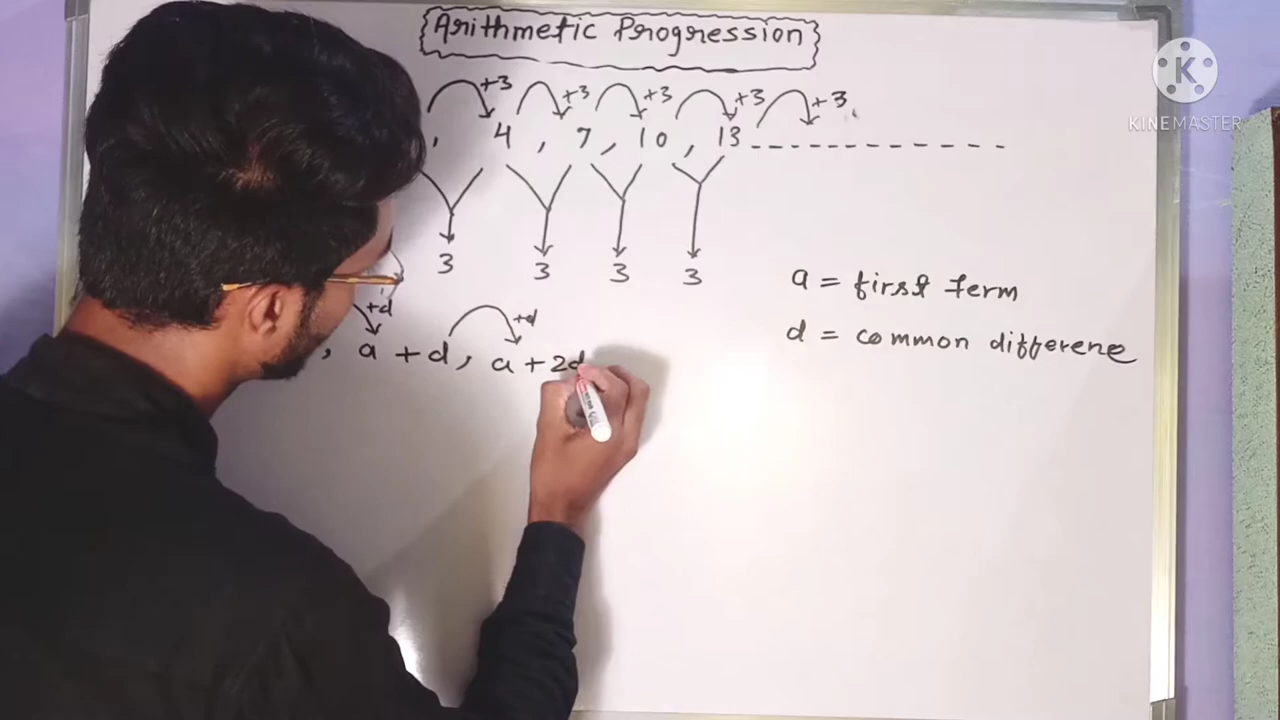 Arithmetic Progression
+3 +3 +3 +3 +3
, 4 , 7 , 10 , 13 ------------
K
KINEMASTER
3 3 3 3
a = first term
+d +d
d = common differene
, a + d , a + 2d